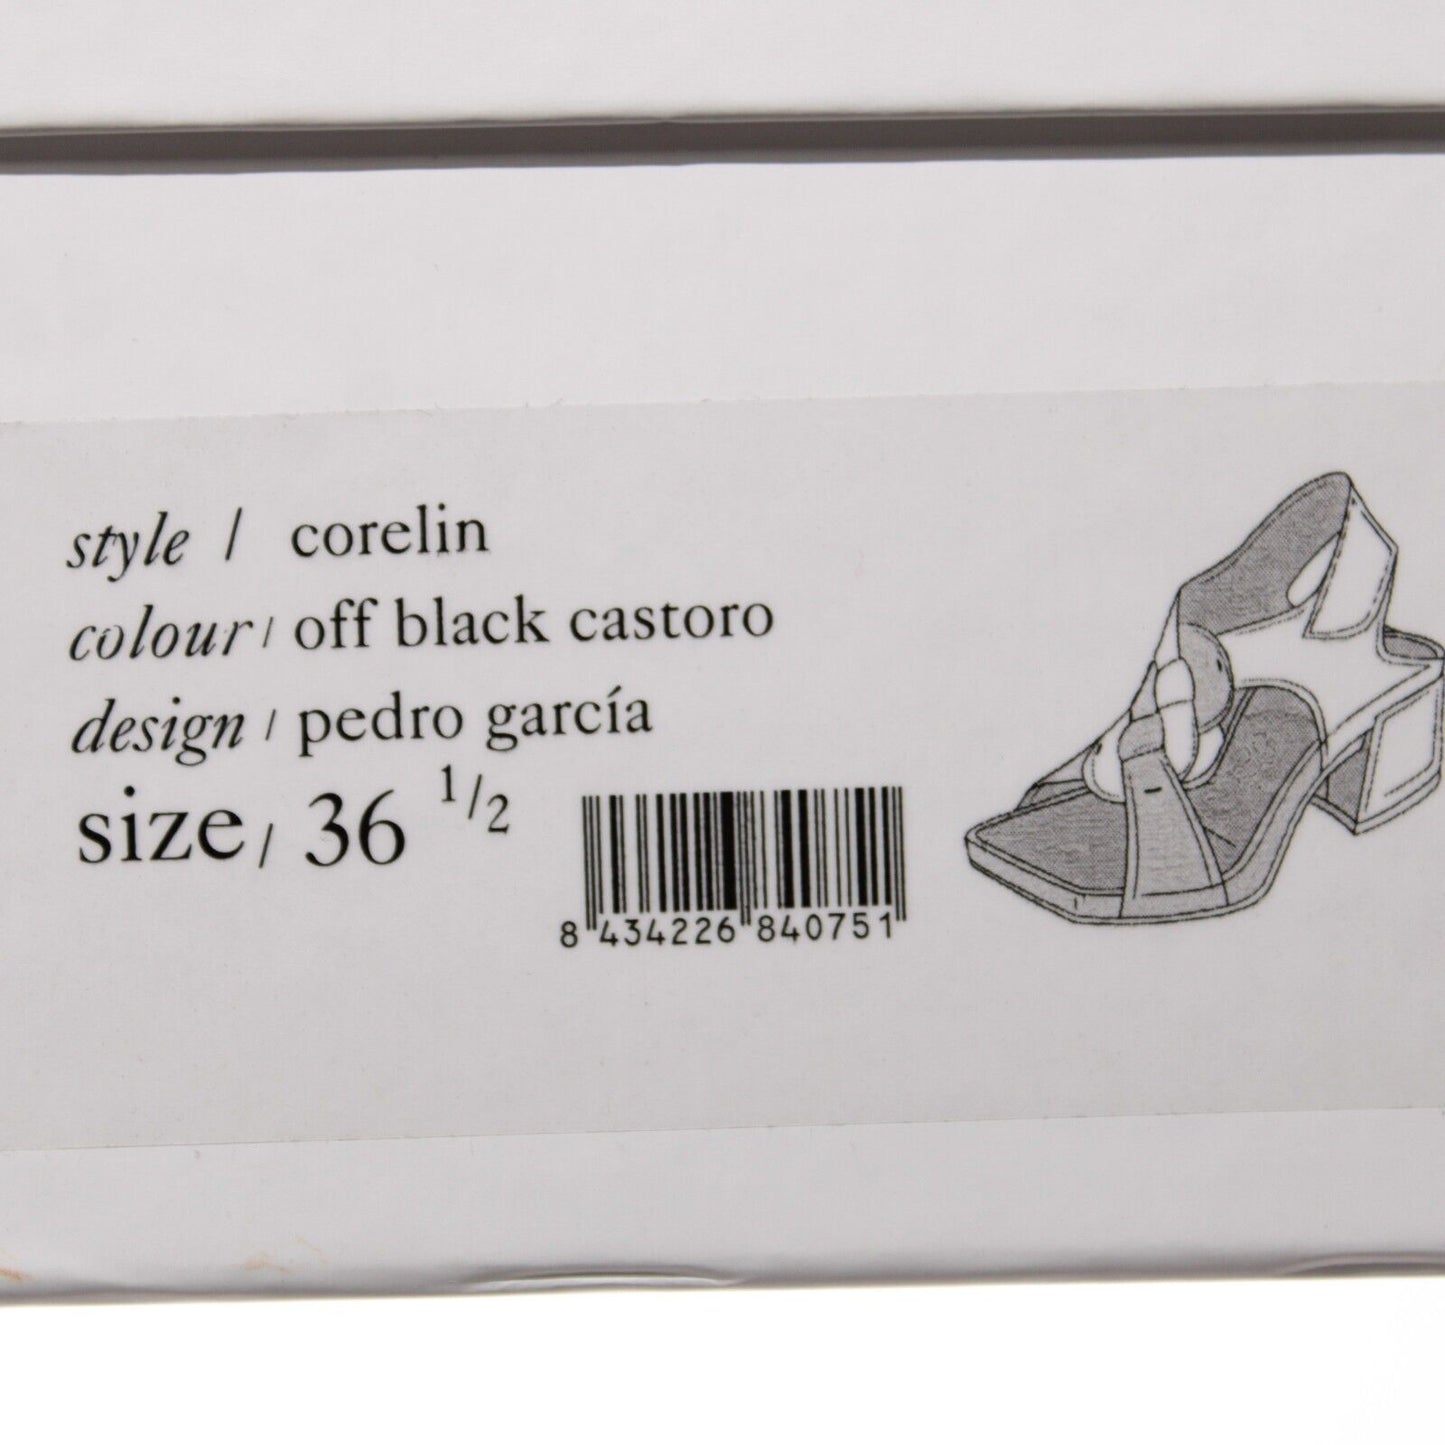 style / corelin
colour / off black castoro
design / pedro garcía
size / 36 1/2
8 434226 840751